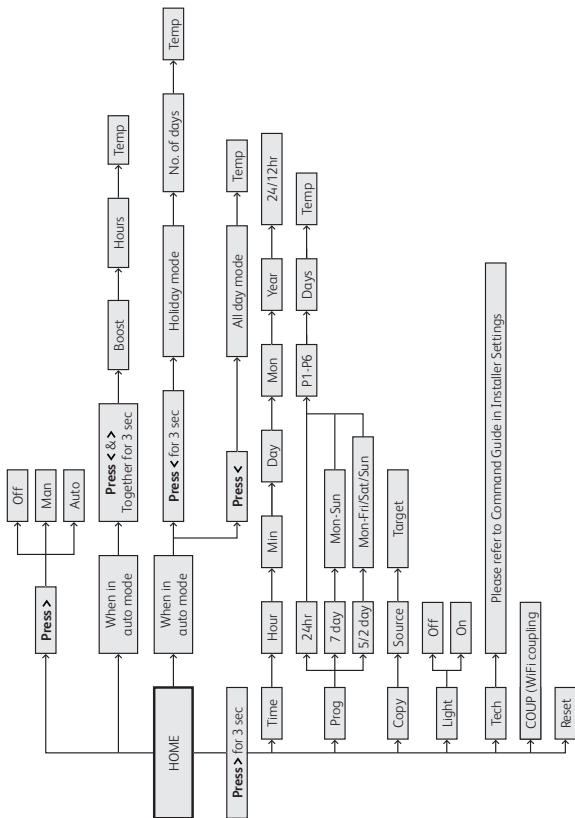 Press >
Off
Man
Auto
When in
auto mode
Press < & >
Together for 3 sec
Boost
Hours
Temp
HOME
When in
auto mode
Press < for 3 sec
Holiday mode
No. of days
Temp
Press <
All day mode
Temp
Press > for 3 sec
Time
Hour
Min
Day
Mon
Year
24/12hr
Prog
24hr
7 day
Mon-Sun
5/2 day
Mon-Fri/Sat/Sun
P1-P6
Days
Temp
Copy
Source
Target
Light
Off
On
Tech
Please refer to Command Guide in Installer Settings
COUP (WiFi coupling
Reset